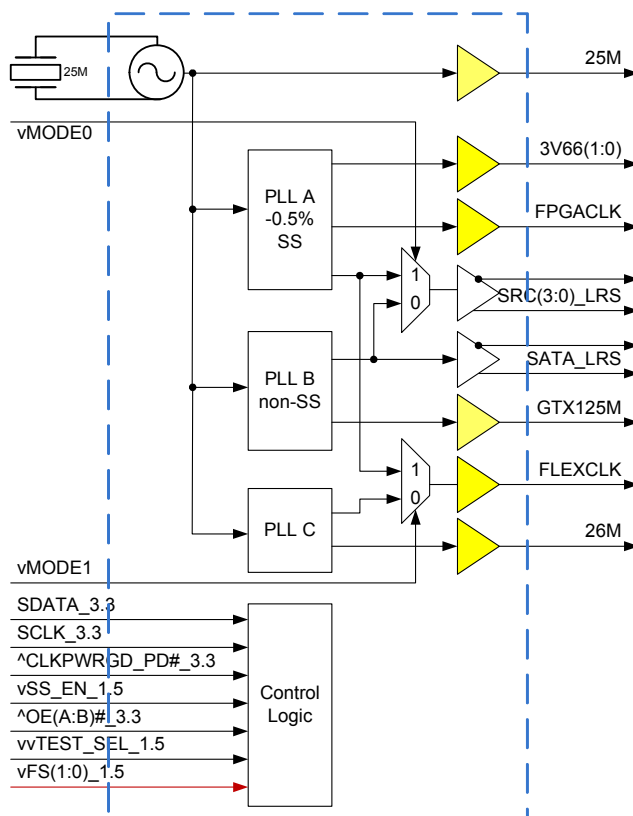 25M
25M
vMODE0
3V66(1:0)
PLL A
-0.5%
SS
FPGACLK
1
0
SRC(3:0)_LRS
PLL B
non-SS
SATA_LRS
GTX125M
1
0
FLEXCLK
PLL C
26M
vMODE1
SDATA_3.3
SCLK_3.3
^CLKPWRGD_PD#_3.3
vSS_EN_1.5
^OE(A:B)#_3.3
vvTEST_SEL_1.5
vFS(1:0)_1.5
Control
Logic